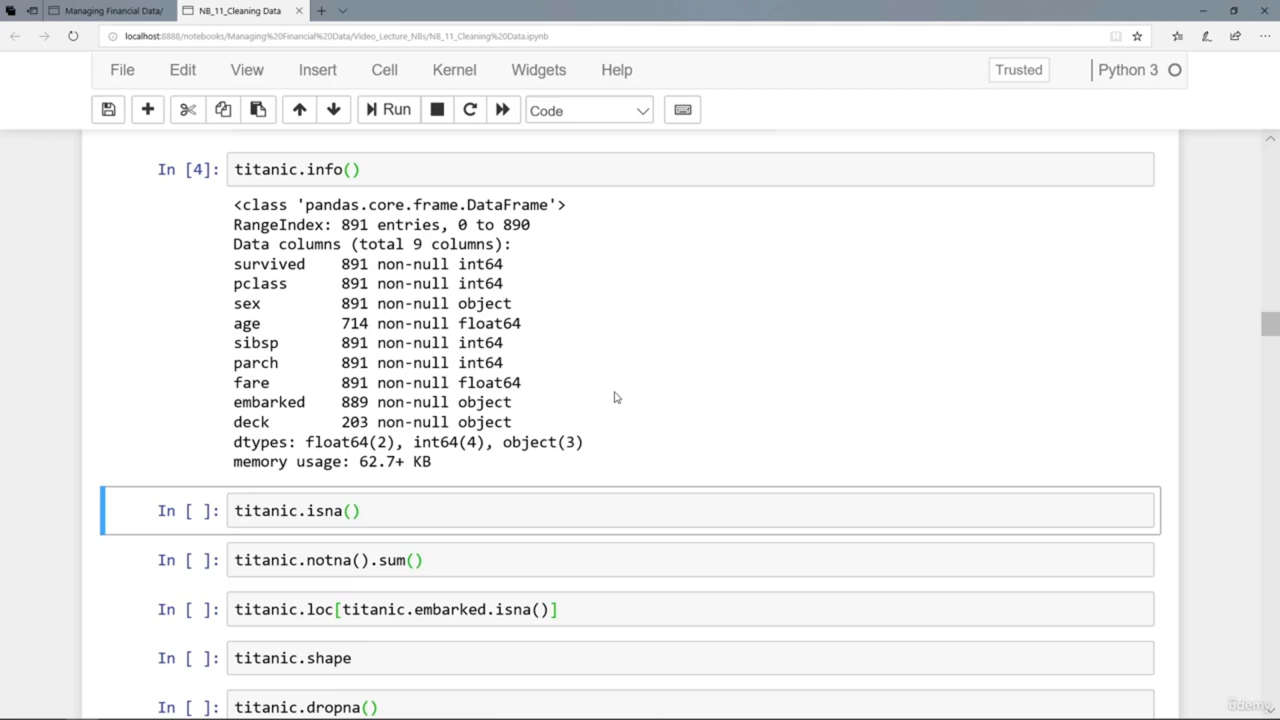 Managing Financial Data/
NB_11_Cleaning Data
localhost:8888/notebooks/Managing%20Financial%20Data/Video_Lecture_NBs/NB_11_Cleaning%20Data.ipynb
File Edit View Insert Cell Kernel Widgets Help Trusted Python 3
Run Code
In [4]: titanic.info()
<class 'pandas.core.frame.DataFrame'>
RangeIndex: 891 entries, 0 to 890
Data columns (total 9 columns):
survived 891 non-null int64
pclass 891 non-null int64
sex 891 non-null object
age 714 non-null float64
sibsp 891 non-null int64
parch 891 non-null int64
fare 891 non-null float64
embarked 889 non-null object
deck 203 non-null object
dtypes: float64(2), int64(4), object(3)
memory usage: 62.7+ KB
In [ ]: titanic.isna()
In [ ]: titanic.notna().sum()
In [ ]: titanic.loc[titanic.embarked.isna()]
In [ ]: titanic.shape
In [ ]: titanic.dropna()
ûdemy